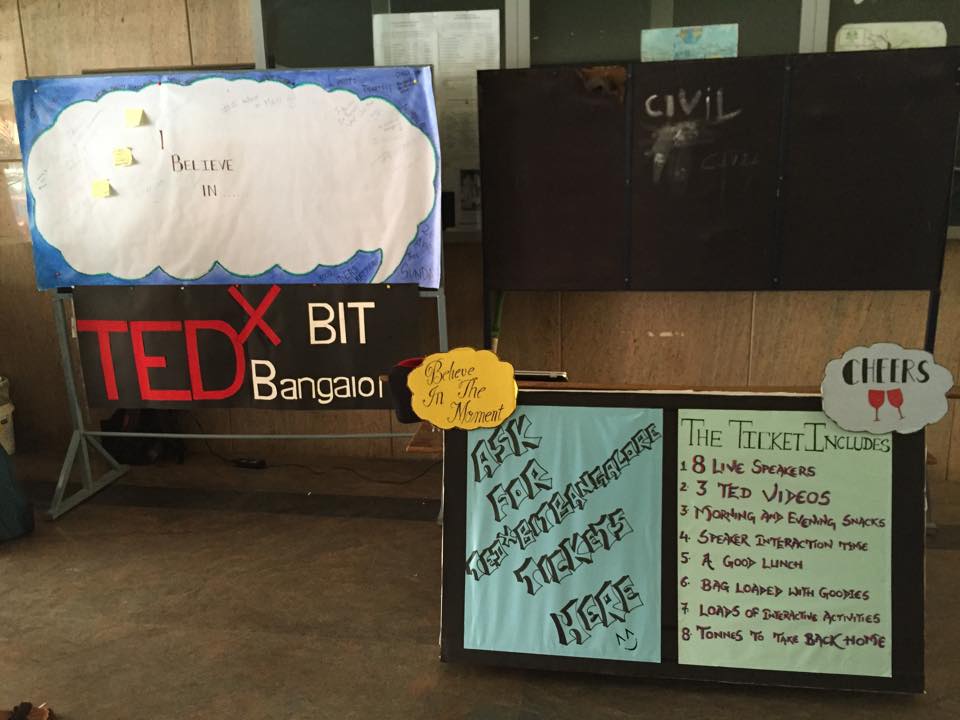 I
BELIEVE
IN ....
TEDX BIT
Bangalor
CIVIL
CIVIL
Believe
In The
Moment
ASK
FOR
TEDXBITBANGALORE
TICKETS
HERE
CHEERS
THE TICKET INCLUDES
1 8 LIVE SPEAKERS
2. 3 TED VIDEOS
3. MORNING AND EVENING SNACKS
4. SPEAKER INTERACTION TIME
5. A GOOD LUNCH
6. BAG LOADED WITH GOODIES
7. LOADS OF INTERACTIVE ACTIVITIES
8. TONNES TO TAKE BACK HOME